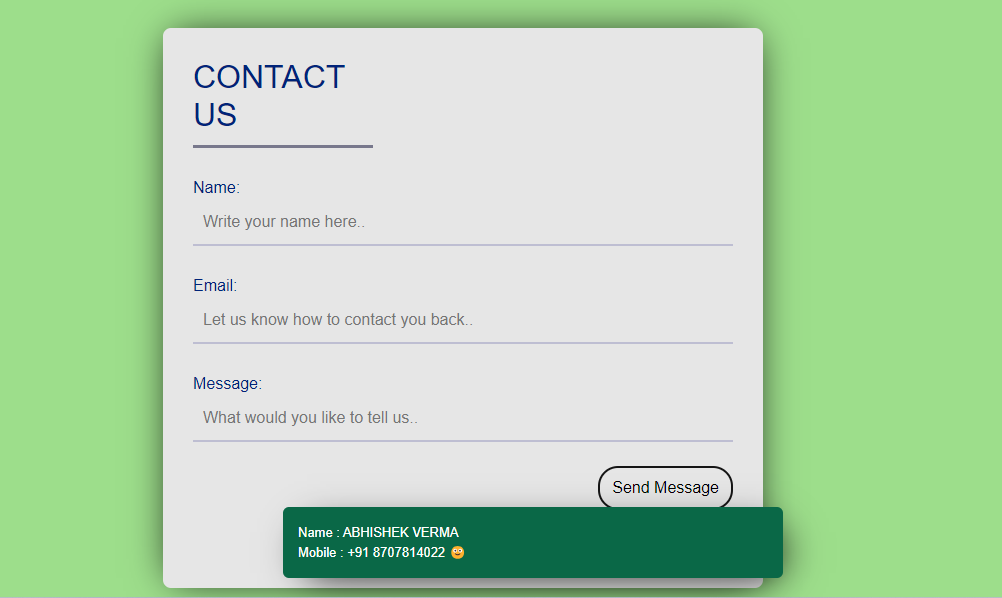 CONTACT
US
Name:
Write your name here..
Email:
Let us know how to contact you back..
Message:
What would you like to tell us..
Send Message
Name : ABHISHEK VERMA
Mobile : +91 8707814022 🙂